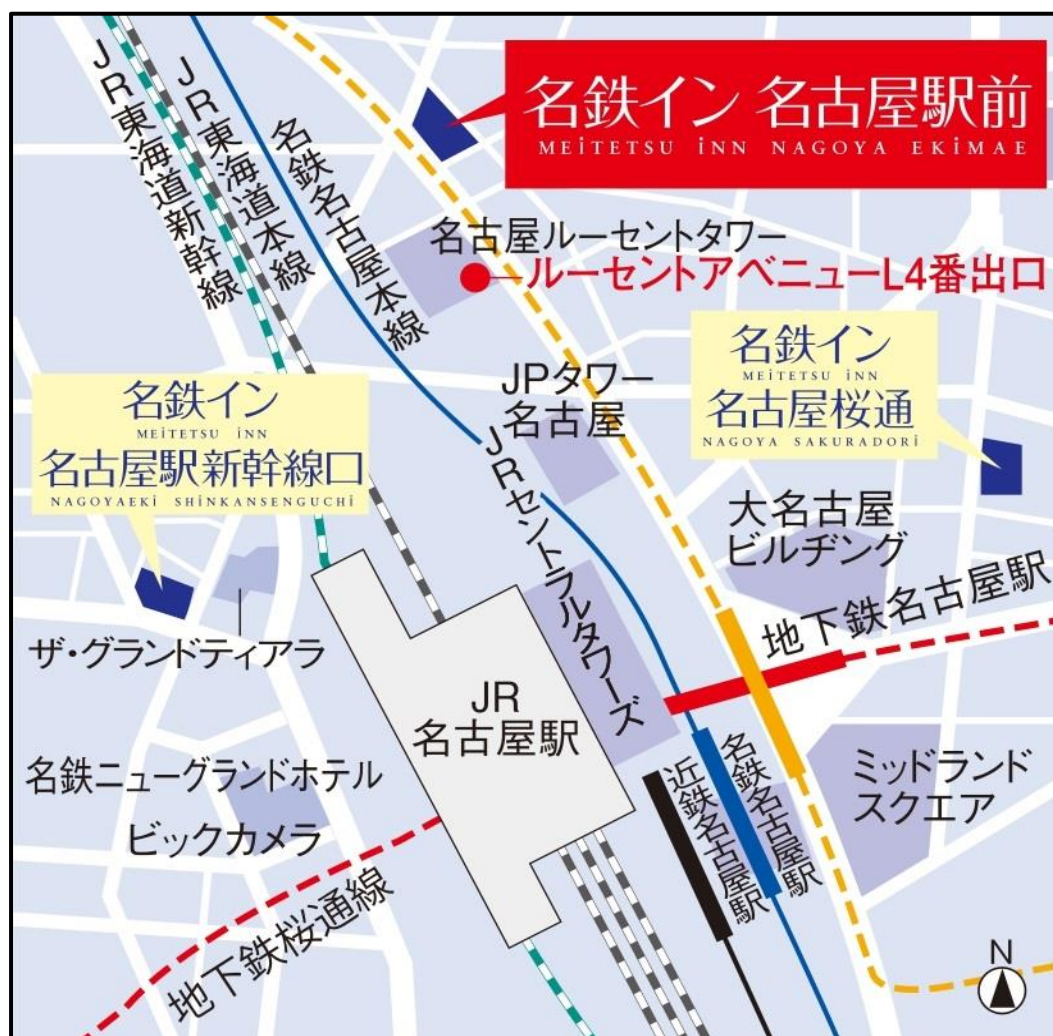 名鉄イン 名古屋駅前
MEiTETSU iNN NAGOYA EKiMAE
JR東海道新幹線
JR東海道本線
名鉄名古屋本線
名古屋ルーセントタワー
ルーセントアベニューL4番出口
名鉄イン
MEiTETSU iNN
名古屋桜通
NAGOYA SAKURADORi
JPタワー
名古屋
名鉄イン
MEiTETSU iNN
名古屋駅新幹線口
NAGOYAEKi SHiNKANSENGUCHi
JRセントラルタワーズ
大名古屋
ビルヂング
地下鉄名古屋駅
ザ・グランドティアラ
JR
名古屋駅
名鉄ニューグランドホテル
ビックカメラ
近鉄名古屋駅
名鉄名古屋駅
ミッドランド
スクエア
地下鉄桜通線
N